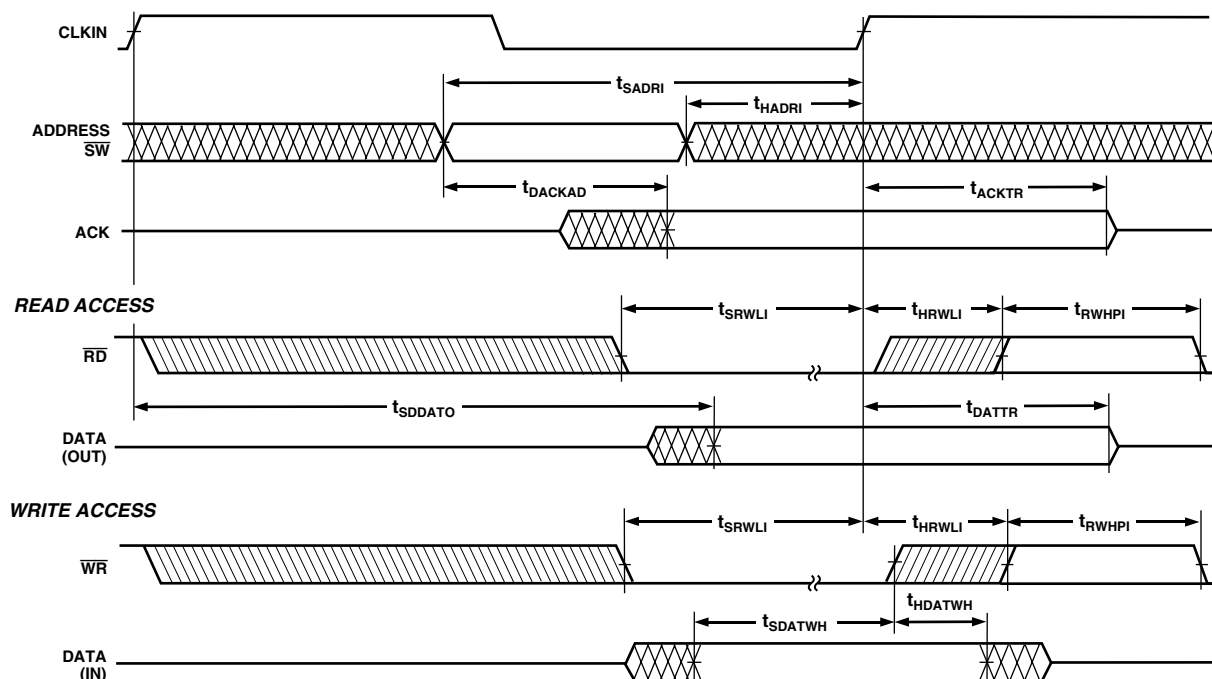 CLKIN
tSADRI
tHADRI
ADDRESS
SW
tDACKAD
tACKTR
ACK
READ ACCESS
tSRWLI
tHRWLI
tRWHPI
RD
tSDDATO
tDATTR
DATA
(OUT)
WRITE ACCESS
tSRWLI
tHRWLI
tRWHPI
WR
tHDATWH
tSDATWH
DATA
(IN)